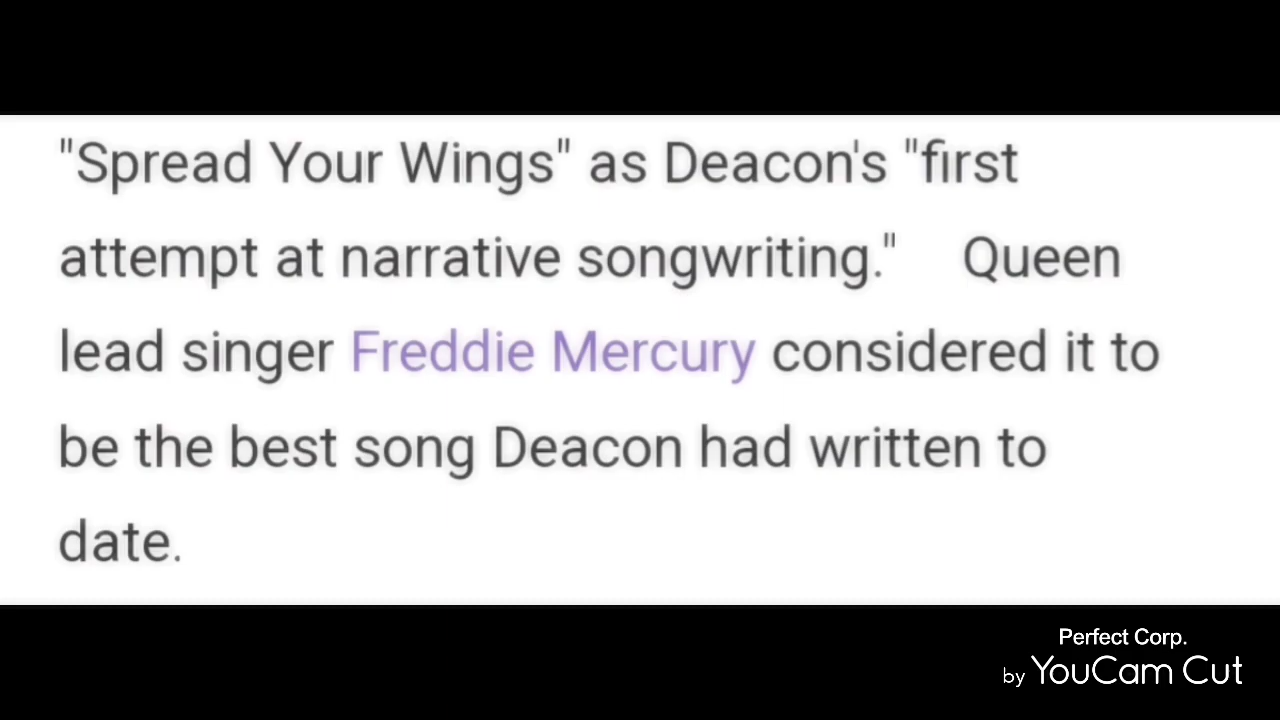 "Spread Your Wings" as Deacon's "first
attempt at narrative songwriting." Queen
lead singer Freddie Mercury considered it to
be the best song Deacon had written to
date.
Perfect Corp.
by YouCam Cut